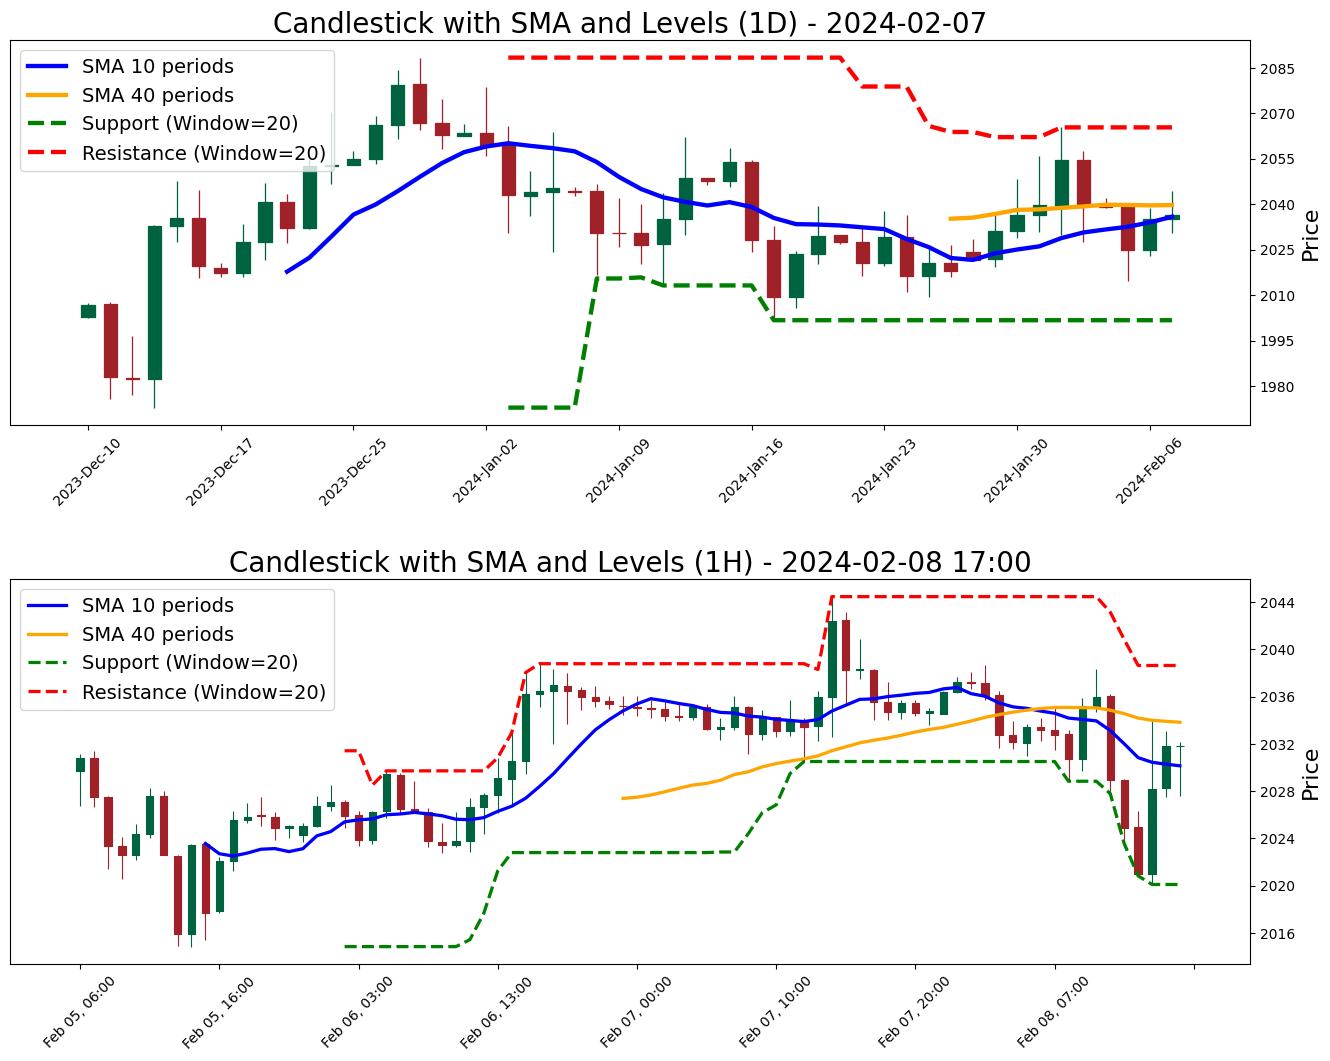 Candlestick with SMA and Levels (1D) - 2024-02-07
SMA 10 periods
SMA 40 periods
Support (Window=20)
Resistance (Window=20)
2085
2070
2055
2040
2025
2010
1995
1980
Price
2023-Dec-10
2023-Dec-17
2023-Dec-25
2024-Jan-02
2024-Jan-09
2024-Jan-16
2024-Jan-23
2024-Jan-30
2024-Feb-06
Candlestick with SMA and Levels (1H) - 2024-02-08 17:00
SMA 10 periods
SMA 40 periods
Support (Window=20)
Resistance (Window=20)
2044
2040
2036
2032
2028
2024
2020
2016
Price
Feb 05, 06:00
Feb 05, 16:00
Feb 06, 03:00
Feb 06, 13:00
Feb 07, 00:00
Feb 07, 10:00
Feb 07, 20:00
Feb 08, 07:00